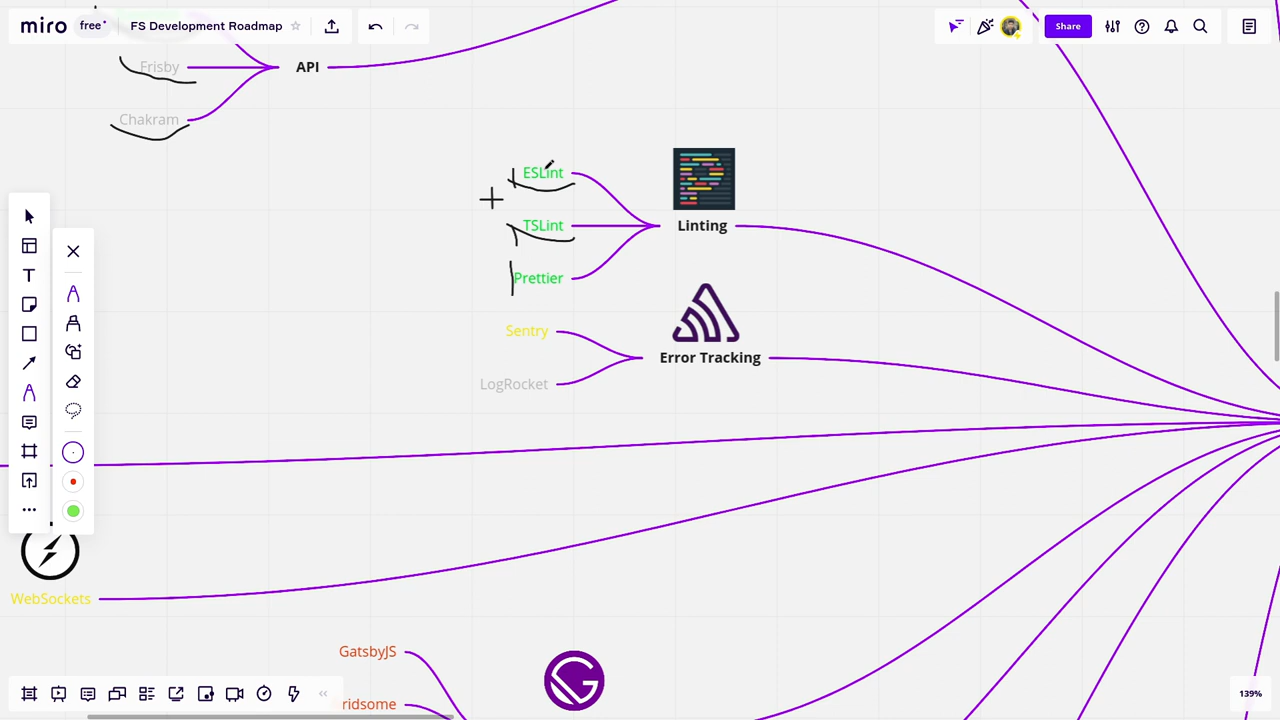 miro
free
FS Development Roadmap
Share
Frisby
API
Chakram
ESLint
TSLint
Linting
Prettier
Sentry
Error Tracking
LogRocket
WebSockets
GatsbyJS
ridsome
139%